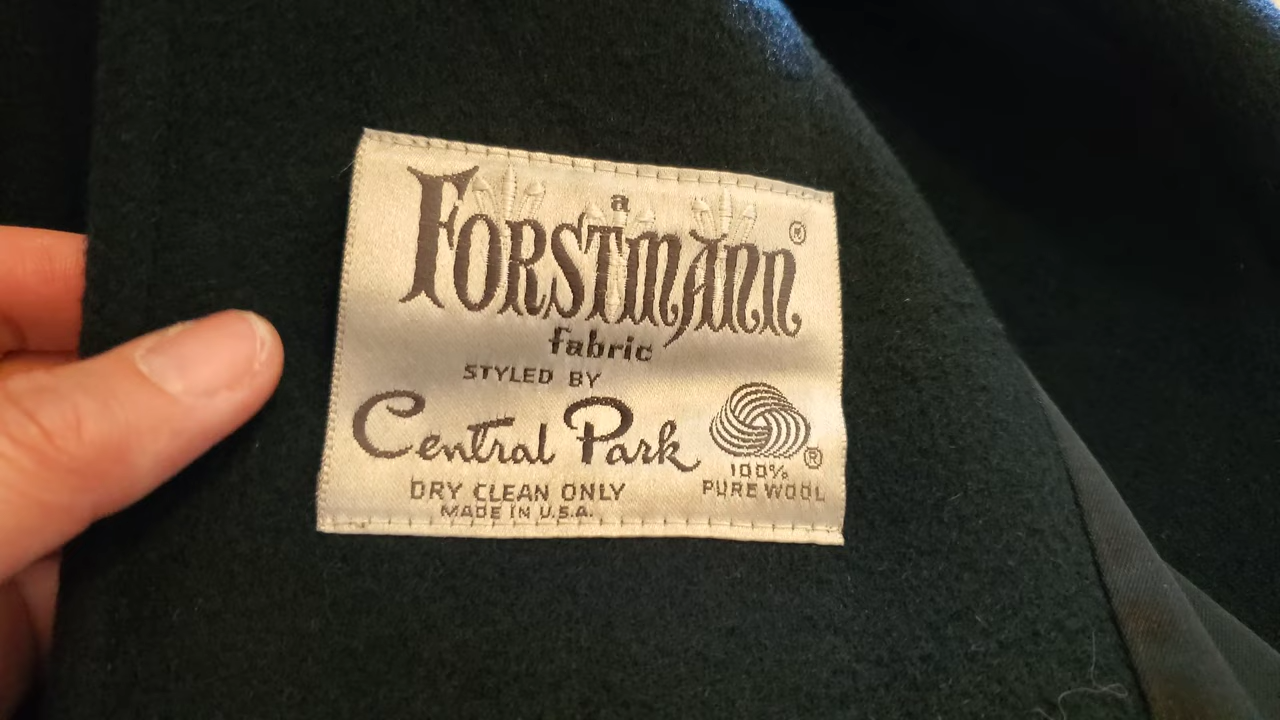 a
FORSTMANN ®
fabric
STYLED BY
Central Park ®
100%
PURE WOOL
DRY CLEAN ONLY
MADE IN U.S.A.